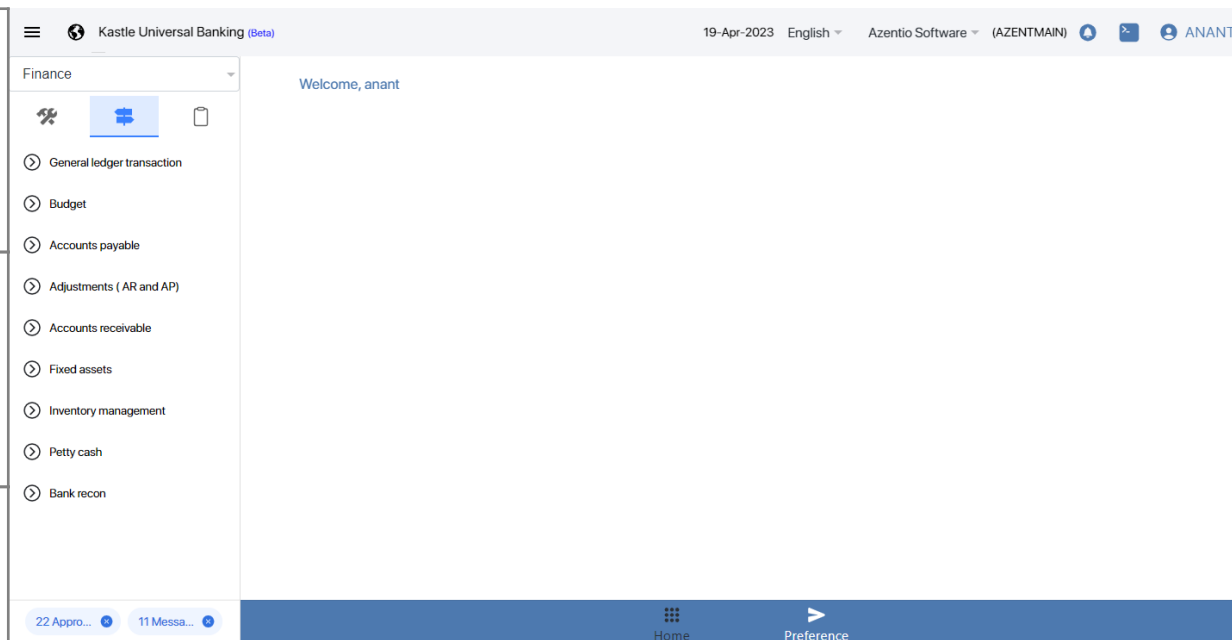 Kastle Universal Banking (Beta) 19-Apr-2023 English Azentio Software (AZENTMAIN) ANANT
Finance
Welcome, anant
General ledger transaction
Budget
Accounts payable
Adjustments ( AR and AP)
Accounts receivable
Fixed assets
Inventory management
Petty cash
Bank recon
22 Appro... 11 Messa... Home Preference